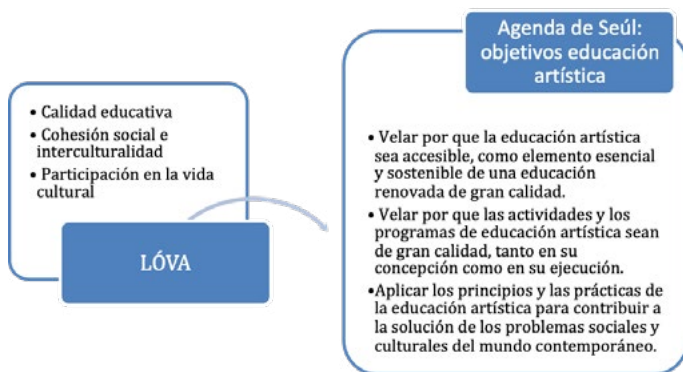 • Calidad educativa
• Cohesión social e
interculturalidad
• Participación en la vida
cultural
LÓVA
Agenda de Seúl:
objetivos educación
artística
• Velar por que la educación artística
sea accesible, como elemento esencial
y sostenible de una educación
renovada de gran calidad.
• Velar por que las actividades y los
programas de educación artística sean
de gran calidad, tanto en su
concepción como en su ejecución.
•Aplicar los principios y las prácticas de
la educación artística para contribuir a
la solución de los problemas sociales y
culturales del mundo contemporáneo.